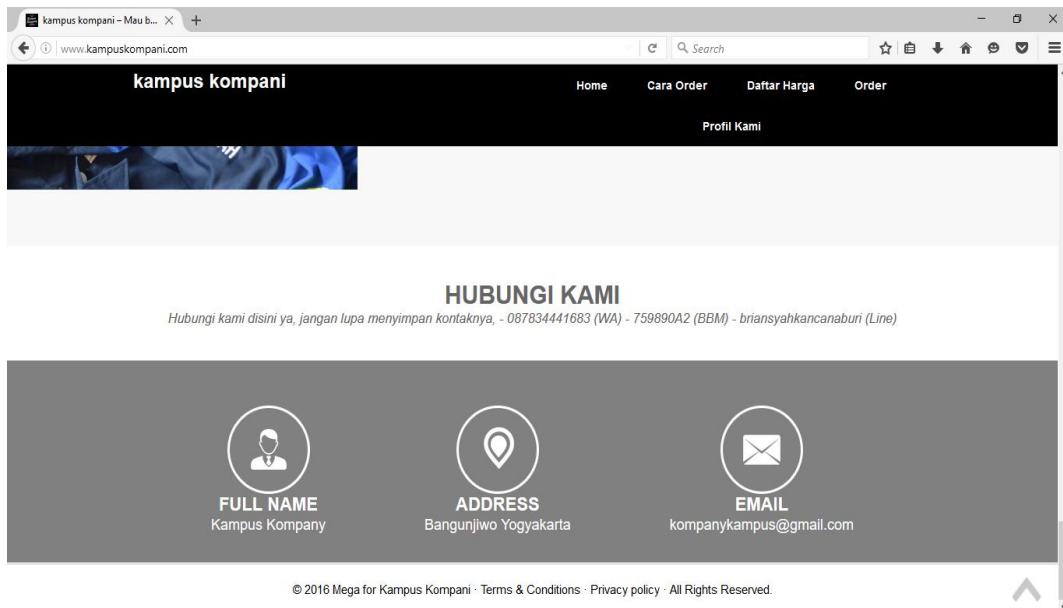 kampus kompani – Mau b...
www.kampuskompani.com
Search
kampus kompani
Home Cara Order Daftar Harga Order
Profil Kami
HUBUNGI KAMI
Hubungi kami disini ya, jangan lupa menyimpan kontaknya, - 087834441683 (WA) - 759890A2 (BBM) - briansyahkancanaburi (Line)
FULL NAME ADDRESS EMAIL
Kampus Kompany Bangunjiwo Yogyakarta kompanykampus@gmail.com
© 2016 Mega for Kampus Kompani · Terms & Conditions · Privacy policy · All Rights Reserved.